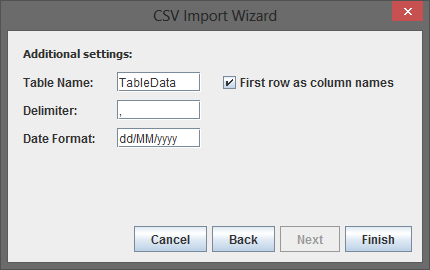 CSV Import Wizard
Additional settings:
Table Name: TableData First row as column names
Delimiter: ,
Date Format: dd/MM/yyyy
Cancel Back Next Finish